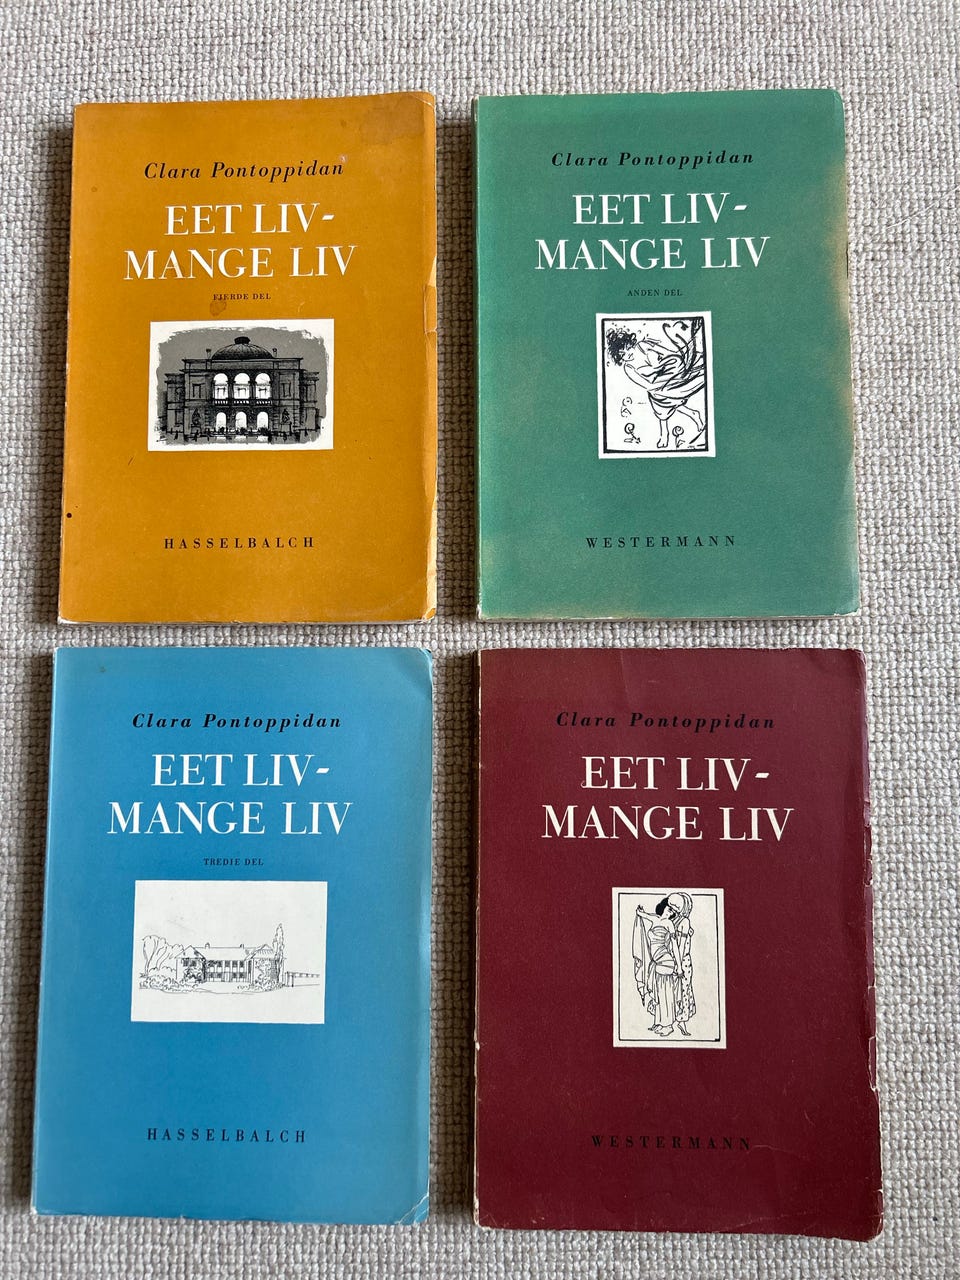 Clara Pontoppidan
EET LIV-
MANGE LIV
FJERDE DEL
HASSELBALCH
Clara Pontoppidan
EET LIV-
MANGE LIV
ANDEN DEL
WESTERMANN
Clara Pontoppidan
EET LIV-
MANGE LIV
TREDIE DEL
HASSELBALCH
Clara Pontoppidan
EET LIV-
MANGE LIV
WESTERMANN